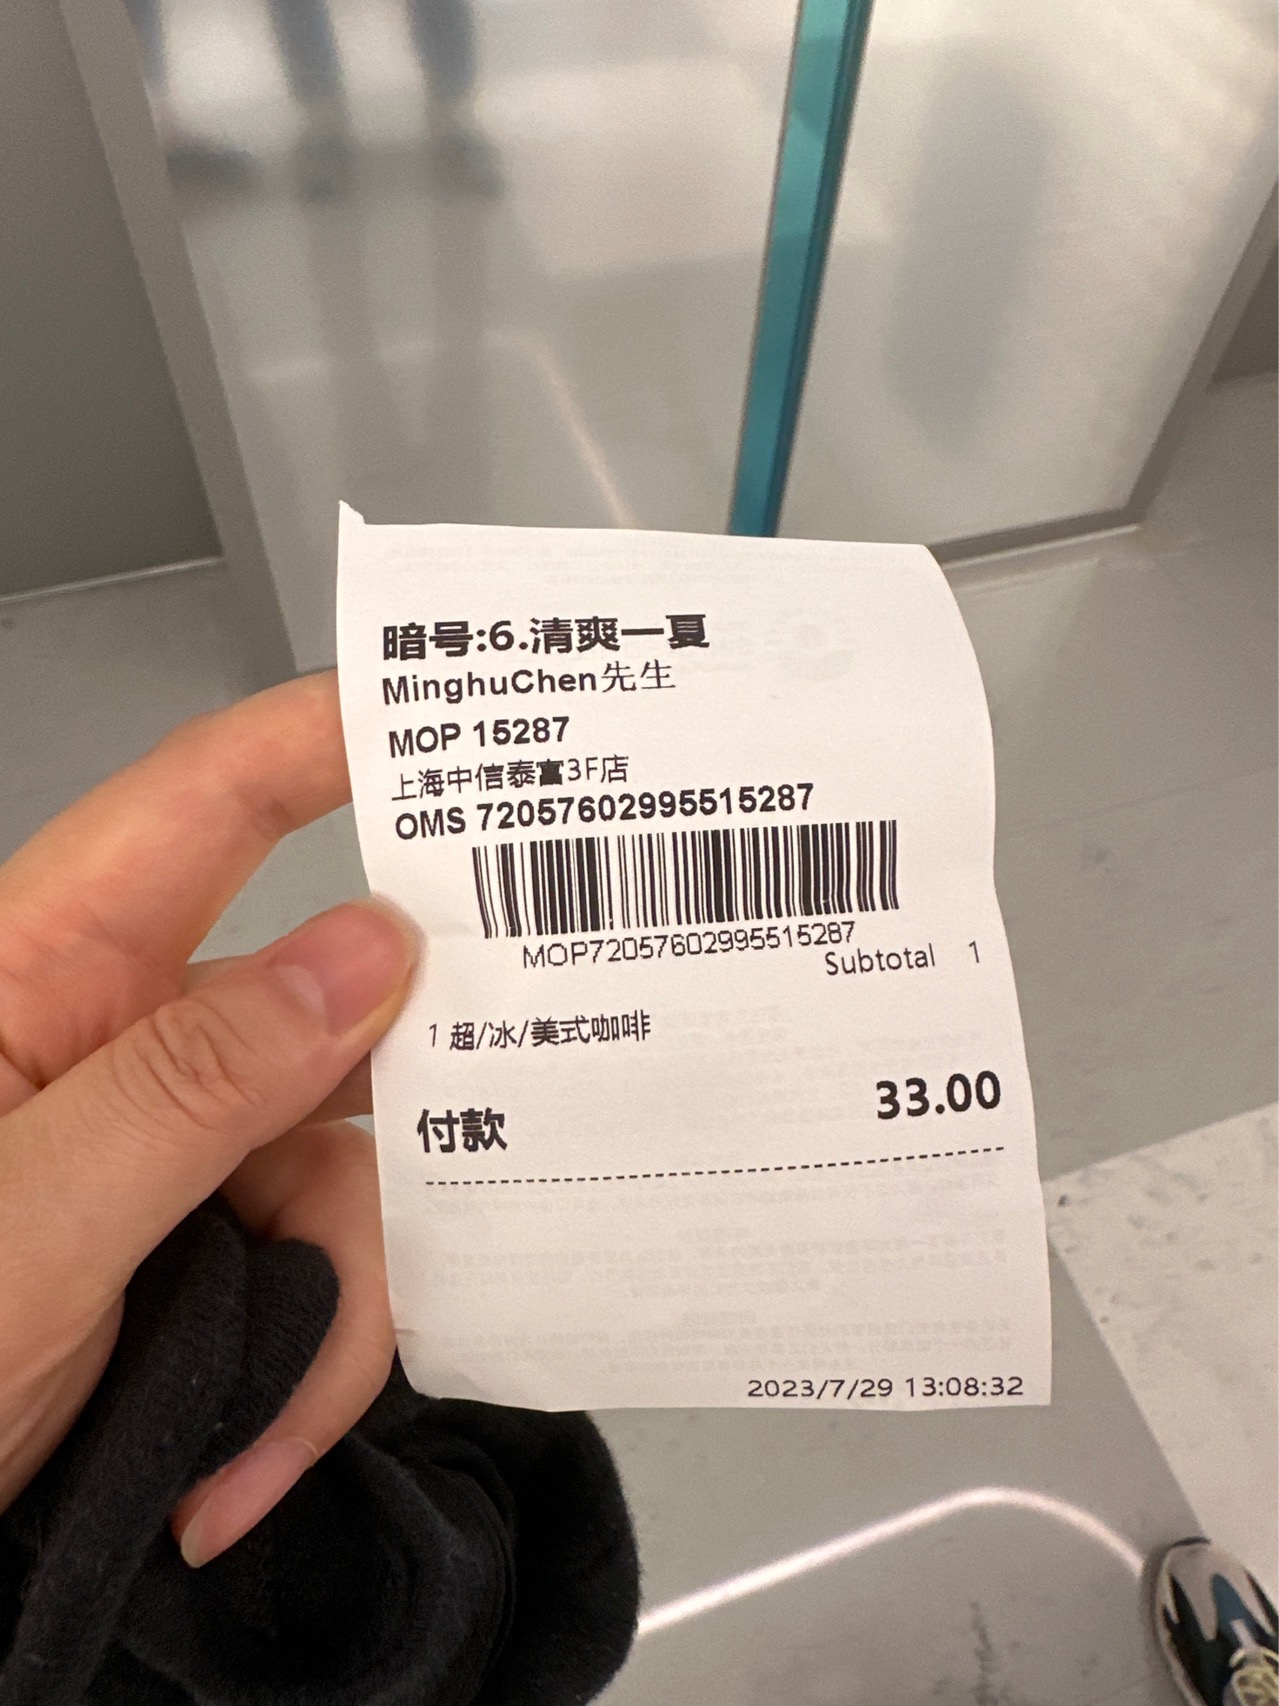 暗号:6.清爽一夏
MinghuChen先生
MOP 15287
上海中信泰富3F店
OMS 72057602995515287
MOP72057602995515287
Subtotal 1
1 超/冰/美式咖啡
付款 33.00
2023/7/29 13:08:32